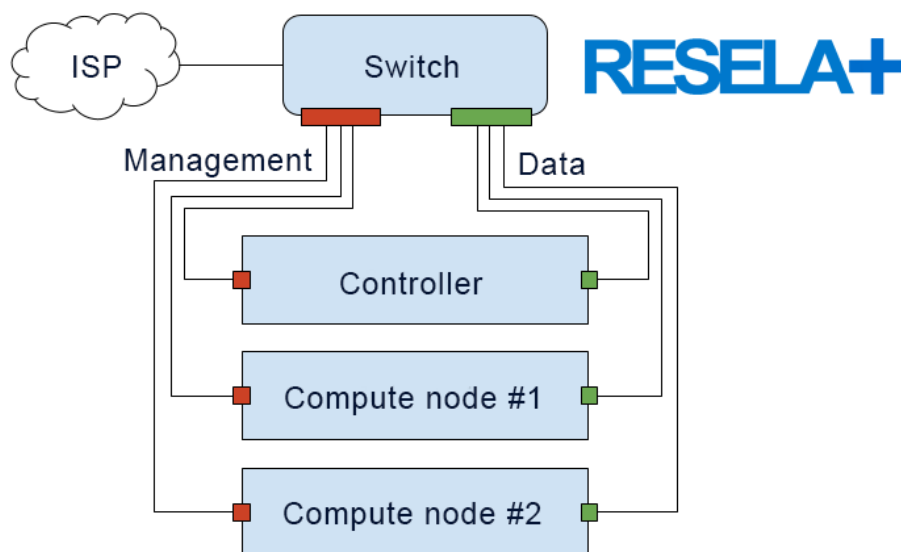 ISP
Switch
RESELA+
Management
Data
Controller
Compute node #1
Compute node #2